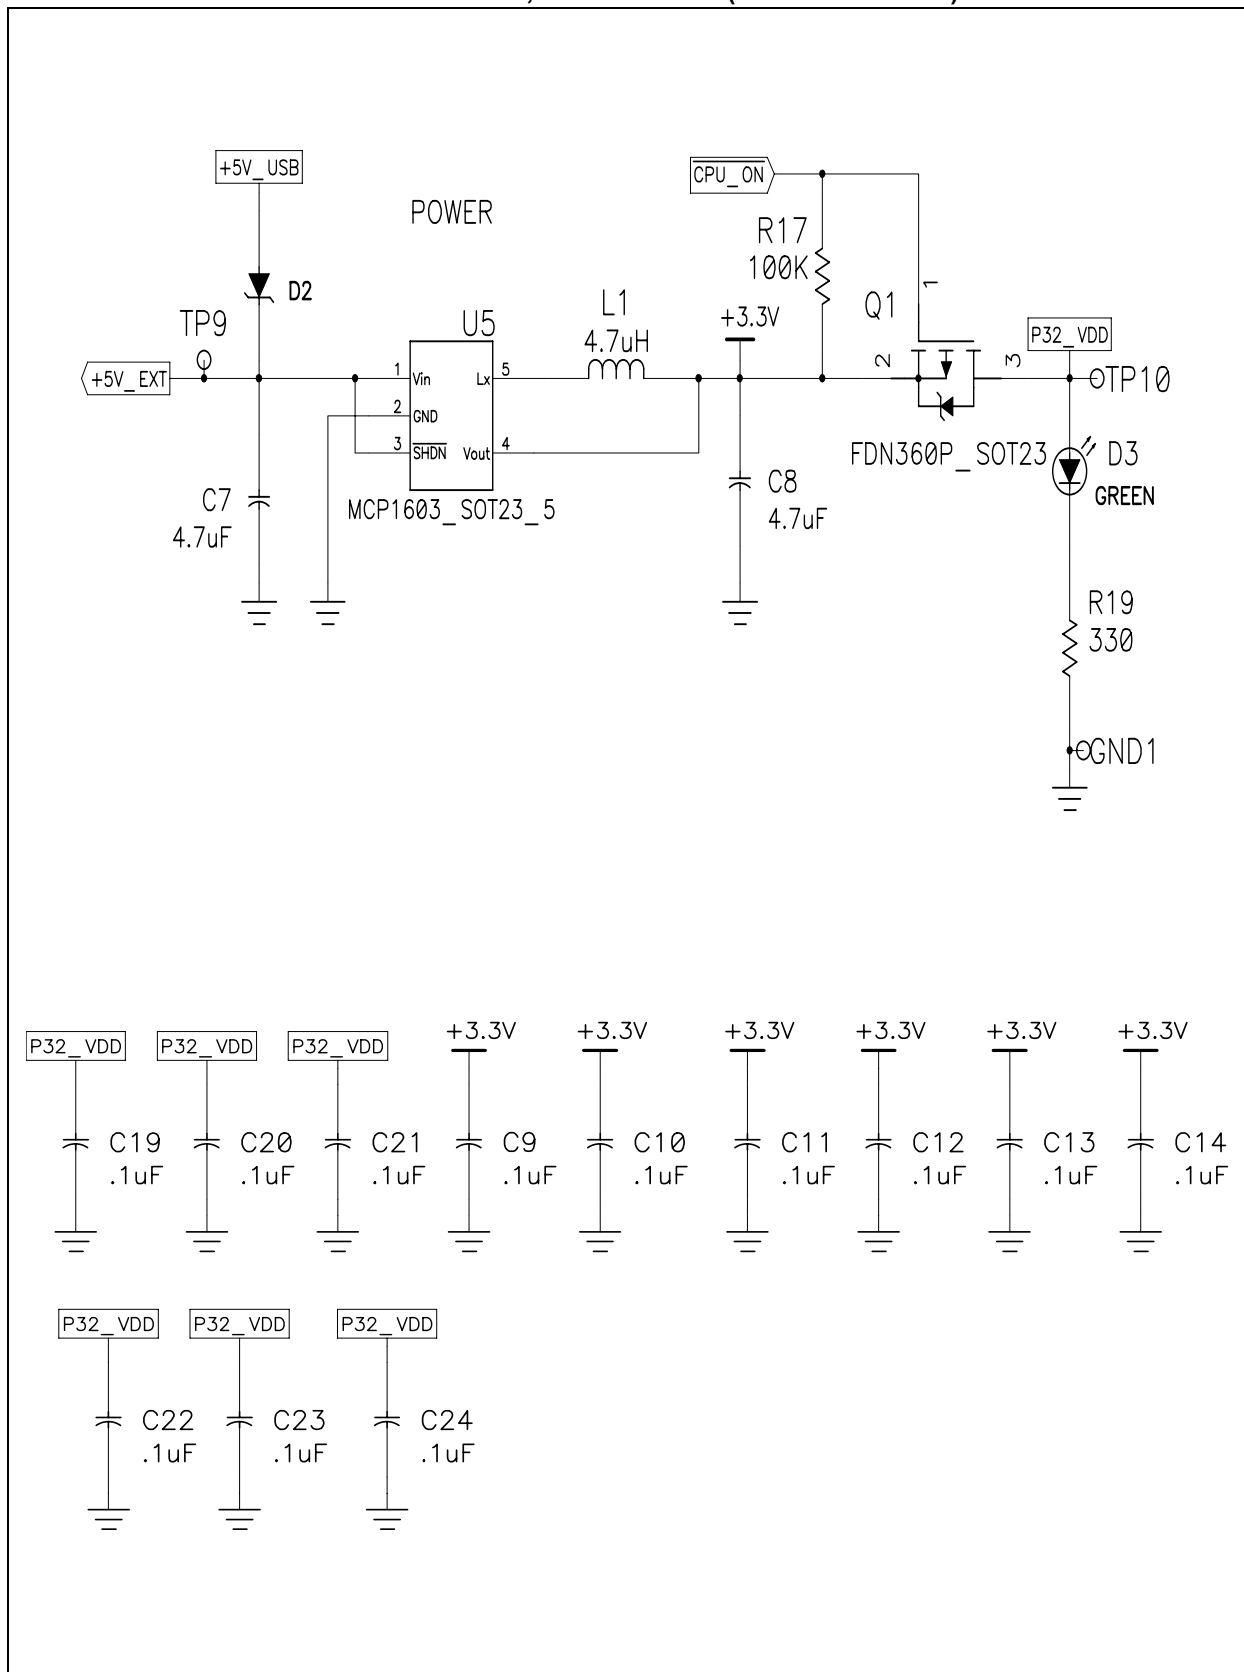 +5V_USB
POWER
D2
TP9
+5V_EXT
C7
4.7uF
U5
1
Vin
Lx
5
2
GND
3
SHDN
Vout
4
MCP1603_SOT23_5
L1
4.7uH
+3.3V
C8
4.7uF
CPU_ON
R17
100K
Q1
1
2
3
FDN360P_SOT23
P32_VDD
TP10
D3
GREEN
R19
330
GND1
P32_VDD
P32_VDD
P32_VDD
+3.3V
+3.3V
+3.3V
+3.3V
+3.3V
+3.3V
C19
.1uF
C20
.1uF
C21
.1uF
C9
.1uF
C10
.1uF
C11
.1uF
C12
.1uF
C13
.1uF
C14
.1uF
P32_VDD
P32_VDD
P32_VDD
C22
.1uF
C23
.1uF
C24
.1uF